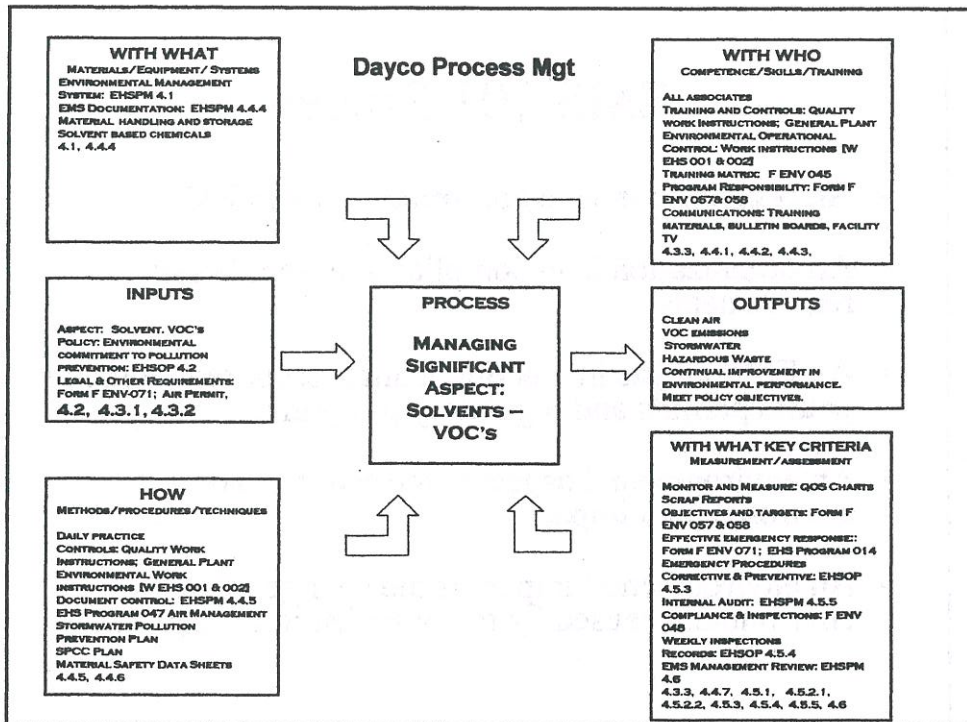 Dayco Process Mgt
WITH WHAT
MATERIALS/EQUIPMENT/ SYSTEMS
ENVIRONMENTAL MANAGEMENT
SYSTEM: EHSPM 4.1
EMS DOCUMENTATION: EHSPM 4.4.4
MATERIAL HANDLING AND STORAGE
SOLVENT BASED CHEMICALS
4.1, 4.4.4
WITH WHO
COMPETENCE/SKILLS/TRAINING
ALL ASSOCIATES
TRAINING AND CONTROLS: QUALITY
WORK INSTRUCTIONS; GENERAL PLANT
ENVIRONMENTAL OPERATIONAL
CONTROL: WORK INSTRUCTIONS [W
EHS 001 & 002]
TRAINING MATRIX: F ENV 045
PROGRAM RESPONSIBILITY: FORM F
ENV 057& 058
COMMUNICATIONS: TRAINING
MATERIALS, BULLETIN BOARDS, FACILITY
TV
4.3.3, 4.4.1, 4.4.2, 4.4.3,
INPUTS
ASPECT: SOLVENT. VOC'S
POLICY: ENVIRONMENTAL
COMMITMENT TO POLLUTION
PREVENTION: EHSOP 4.2
LEGAL & OTHER REQUIREMENTS:
FORM F ENV-071; AIR PERMIT,
4.2, 4.3.1, 4.3.2
PROCESS
MANAGING
SIGNIFICANT
ASPECT:
SOLVENTS –
VOC'S
OUTPUTS
CLEAN AIR
VOC EMISSIONS
STORMWATER
HAZARDOUS WASTE
CONTINUAL IMPROVEMENT IN
ENVIRONMENTAL PERFORMANCE.
MEET POLICY OBJECTIVES.
HOW
METHODS/PROCEDURES/TECHNIQUES
DAILY PRACTICE
CONTROLS: QUALITY WORK
INSTRUCTIONS; GENERAL PLANT
ENVIRONMENTAL WORK
INSTRUCTIONS [W EHS 001 & 002]
DOCUMENT CONTROL: EHSPM 4.4.5
EHS PROGRAM 047 AIR MANAGEMENT
STORMWATER POLLUTION
PREVENTION PLAN
SPCC PLAN
MATERIAL SAFETY DATA SHEETS
4.4.5, 4.4.6
WITH WHAT KEY CRITERIA
MEASUREMENT/ASSESSMENT
MONITOR AND MEASURE: QOS CHARTS
SCRAP REPORTS
OBJECTIVES AND TARGETS: FORM F
ENV 057 & 058
EFFECTIVE EMERGENCY RESPONSE::
FORM F ENV 071; EHS PROGRAM 014
EMERGENCY PROCEDURES
CORRECTIVE & PREVENTIVE: EHSOP
4.5.3
INTERNAL AUDIT: EHSPM 4.5.5
COMPLIANCE & INSPECTIONS: F ENV
048
WEEKLY INSPECTIONS
RECORDS: EHSOP 4.5.4
EMS MANAGEMENT REVIEW: EHSPM
4.6
4.3.3, 4.4.7, 4.5.1, 4.5.2.1,
4.5.2.2, 4.5.3, 4.5.4, 4.5.5, 4.6